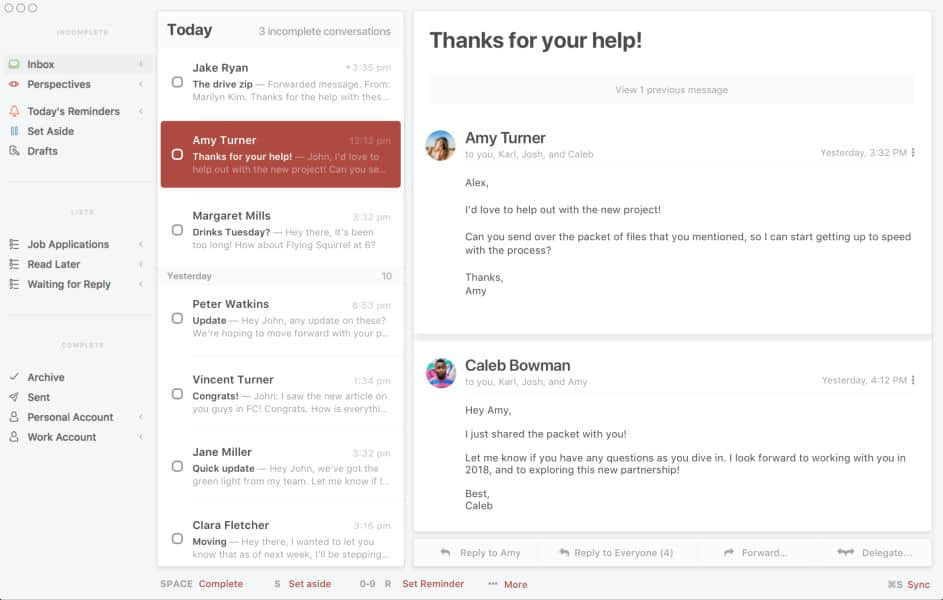 INCOMPLETE
Inbox
Perspectives
Today's Reminders
Set Aside
Drafts
LISTS
Job Applications
Read Later
Waiting for Reply
COMPLETE
Archive
Sent
Personal Account
Work Account
Today
3 incomplete conversations
Jake Ryan
3:35 pm
The drive zip — Forwarded message. From:
Marilyn Kim. Thanks for the help with thes...
Amy Turner
12:12 pm
Thanks for your help! — John, I'd love to
help out with the new project! Can you se...
Margaret Mills
3:32 pm
Drinks Tuesday? — Hey there, It's been
too long! How about Flying Squirrel at 6?
Yesterday
10
Peter Watkins
6:53 pm
Update — Hey John, any update on these?
We're hoping to move forward with your p...
Vincent Turner
1:34 pm
Congrats! — John: I saw the new article on
you guys in FC! Congrats. How is everythi...
Jane Miller
3:32 pm
Quick update — Hey John, we've got the
green light from my team. Let me know if I...
Clara Fletcher
3:16 pm
Moving — Hey there, I wanted to let you
know that as of next week, I'll be stepping...
Thanks for your help!
View 1 previous message
Amy Turner
to you, Karl, Josh, and Caleb
Yesterday, 3:32 PM
Alex,
I'd love to help out with the new project!
Can you send over the packet of files that you mentioned, so I can start getting up to speed
with the process?
Thanks,
Amy
Caleb Bowman
to you, Karl, Josh, and Amy
Yesterday, 4:12 PM
Hey Amy,
I just shared the packet with you!
Let me know if you have any questions as you dive in. I look forward to working with you in
2018, and to exploring this new partnership!
Best,
Caleb
Reply to Amy
Reply to Everyone (4)
Forward...
Delegate...
SPACE Complete
S Set aside
0-9 R Set Reminder
••• More
⌘S Sync